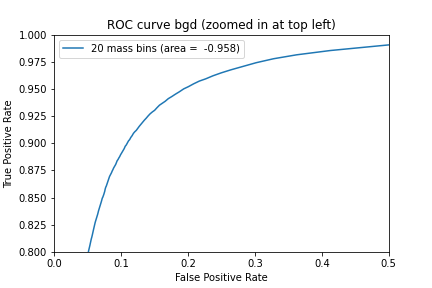 ROC curve bgd (zoomed in at top left)
20 mass bins (area =  -0.958)
True Positive Rate
1.000
0.975
0.950
0.925
0.900
0.875
0.850
0.825
0.800
0.0 0.1 0.2 0.3 0.4 0.5
False Positive Rate